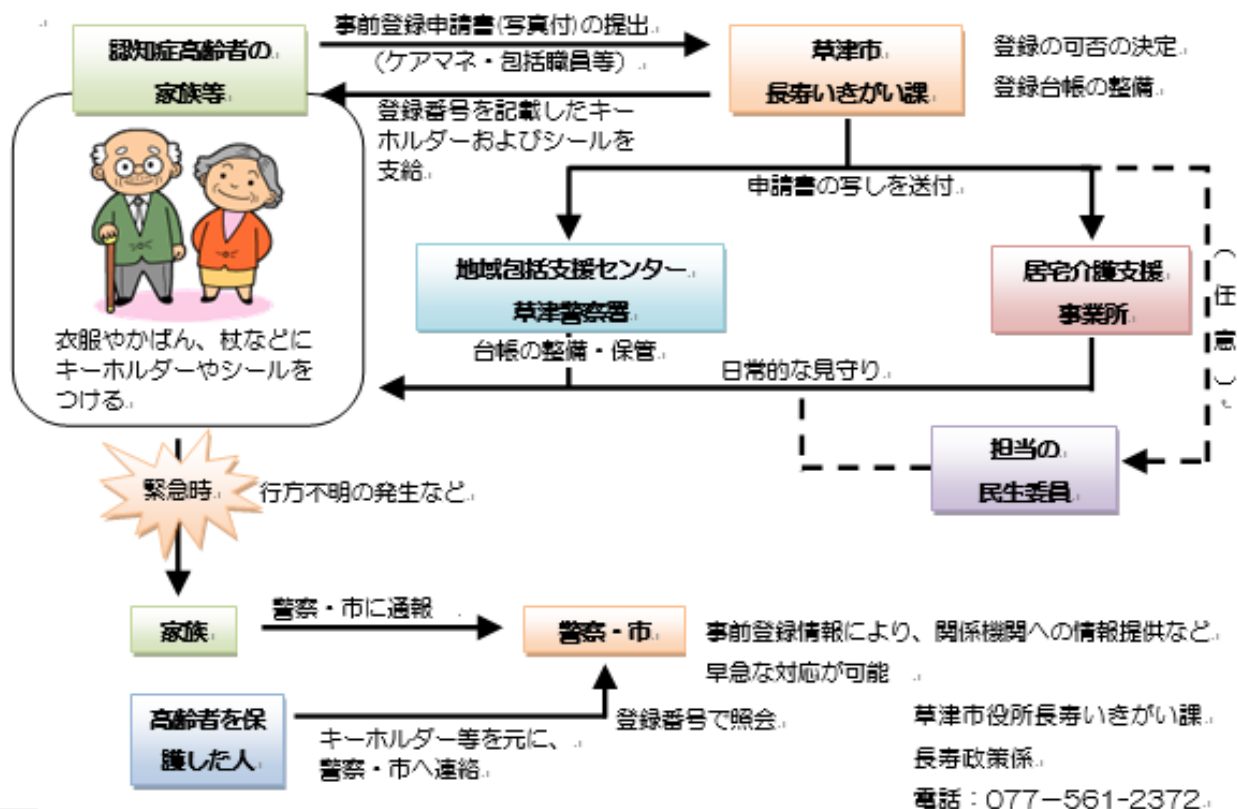 事前登録申請書(写真付)の提出
(ケアマネ・包括職員等)
認知症高齢者の
家族等
草津市
長寿いきがい課
登録の可否の決定
登録台帳の整備
登録番号を記載したキー
ホルダーおよびシールを
支給
申請書の写しを送付
地域包括支援センター
草津警察署
居宅介護支援
事業所
(任意)
衣服やかばん、杖などに
キーホルダーやシールを
つける
台帳の整備・保管
日常的な見守り
担当の
民生委員
緊急時
行方不明の発生など
家族
警察・市に通報
警察・市
事前登録情報により、関係機関への情報提供など
早急な対応が可能
高齢者を保
護した人
キーホルダー等を元に、
警察・市へ連絡
登録番号で照会
草津市役所長寿いきがい課
長寿政策係
電話：077－561-2372